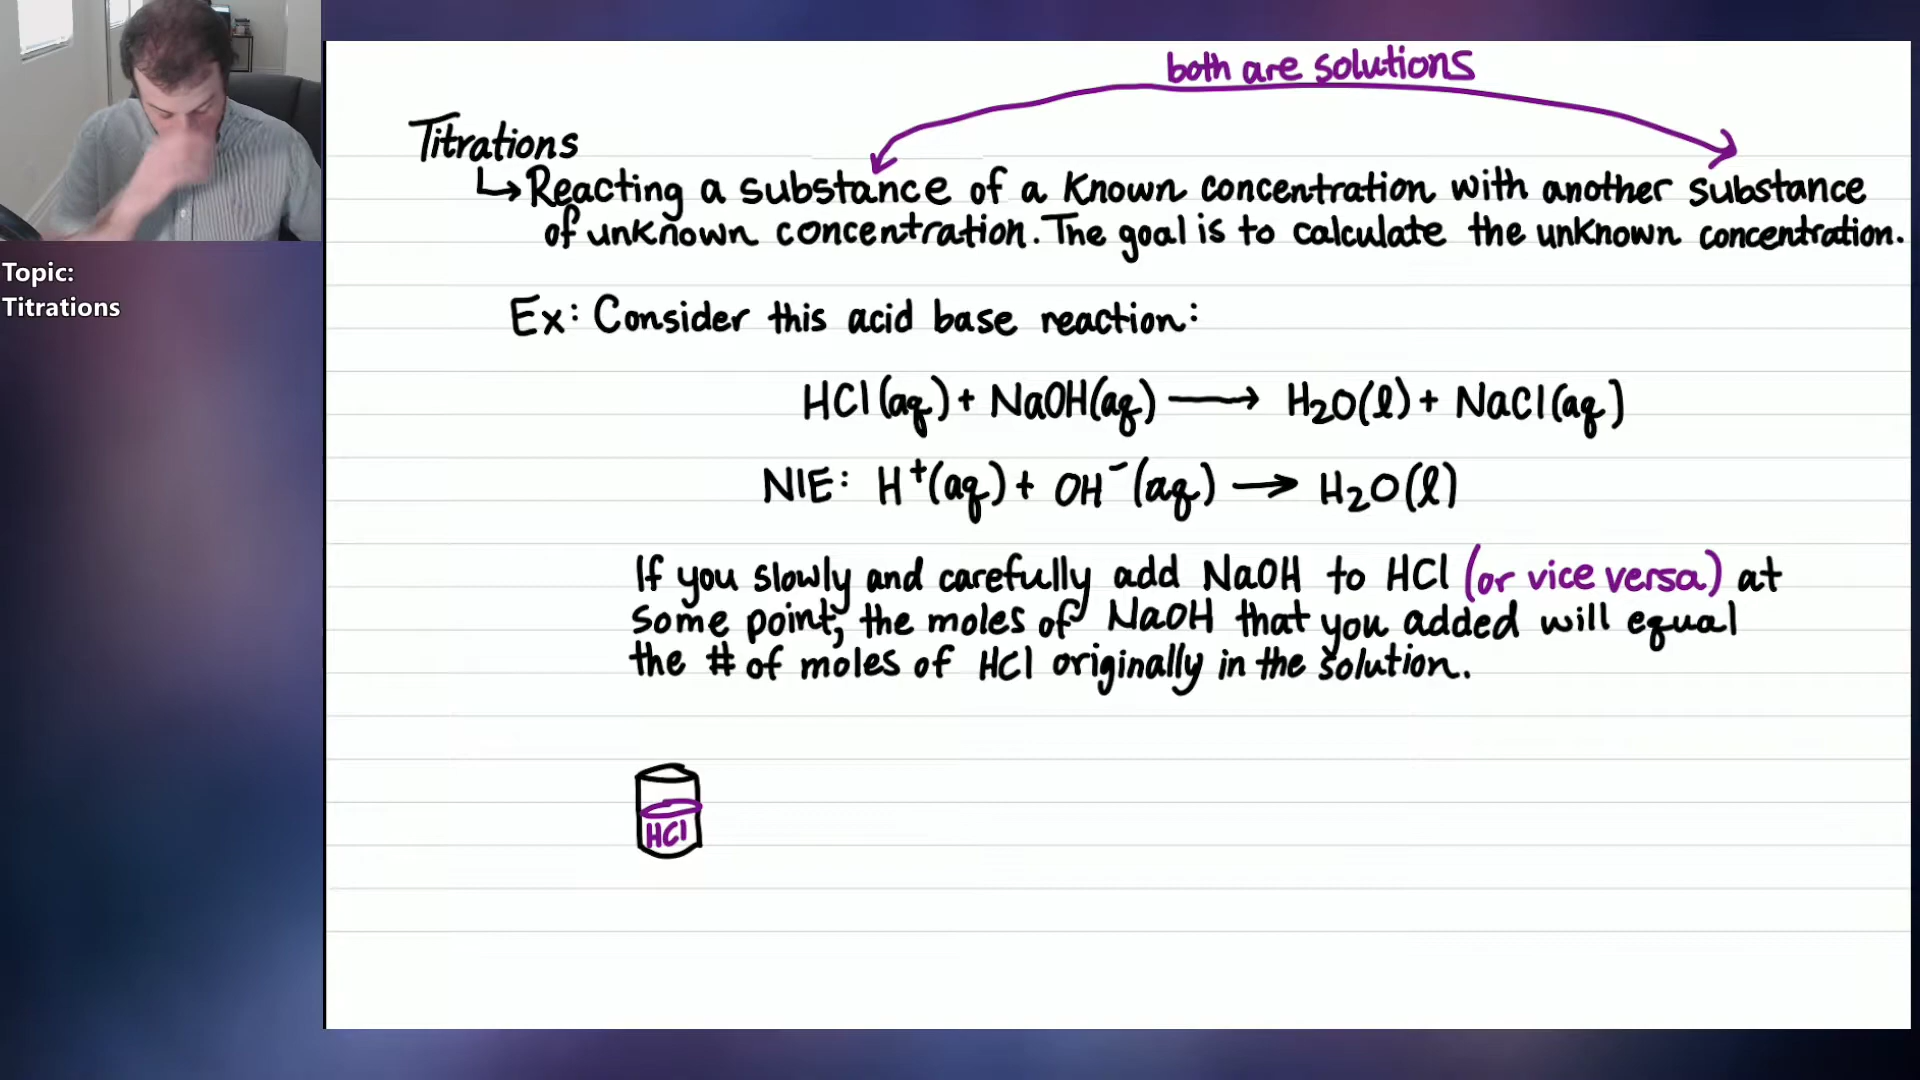 both are solutions
Titrations
↳Reacting a substance of a known concentration with another substance
of unknown concentration. The goal is to calculate the unknown concentration.
Topic:
Titrations
Ex: Consider this acid base reaction:
HCl(aq) + NaOH(aq) ⟶ H₂O(l) + NaCl(aq)
NIE: H⁺(aq) + OH⁻(aq) ⟶ H₂O(l)
If you slowly and carefully add NaOH to HCl (or vice versa) at
some point, the moles of NaOH that you added will equal
the # of moles of HCl originally in the solution.
HCl